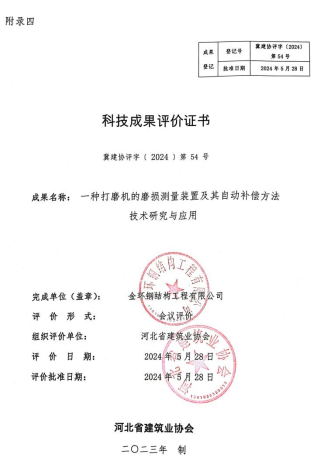 附录四
成果登记 登记号 冀建协评字(2024)第54号
批准日期 2024年5月28日
科技成果评价证书
冀建协评字(2024)第54号
成果名称: 一种打磨机的磨损测量装置及其自动补偿方法
技术研究与应用
完成单位(盖章): 金环钢结构工程有限公司
评价形式: 会议评价
组织评价单位: 河北省建筑业协会
评价日期: 2024年5月28日
评价批准日期: 2024年5月28日
河北省建筑业协会
二〇二三年 制